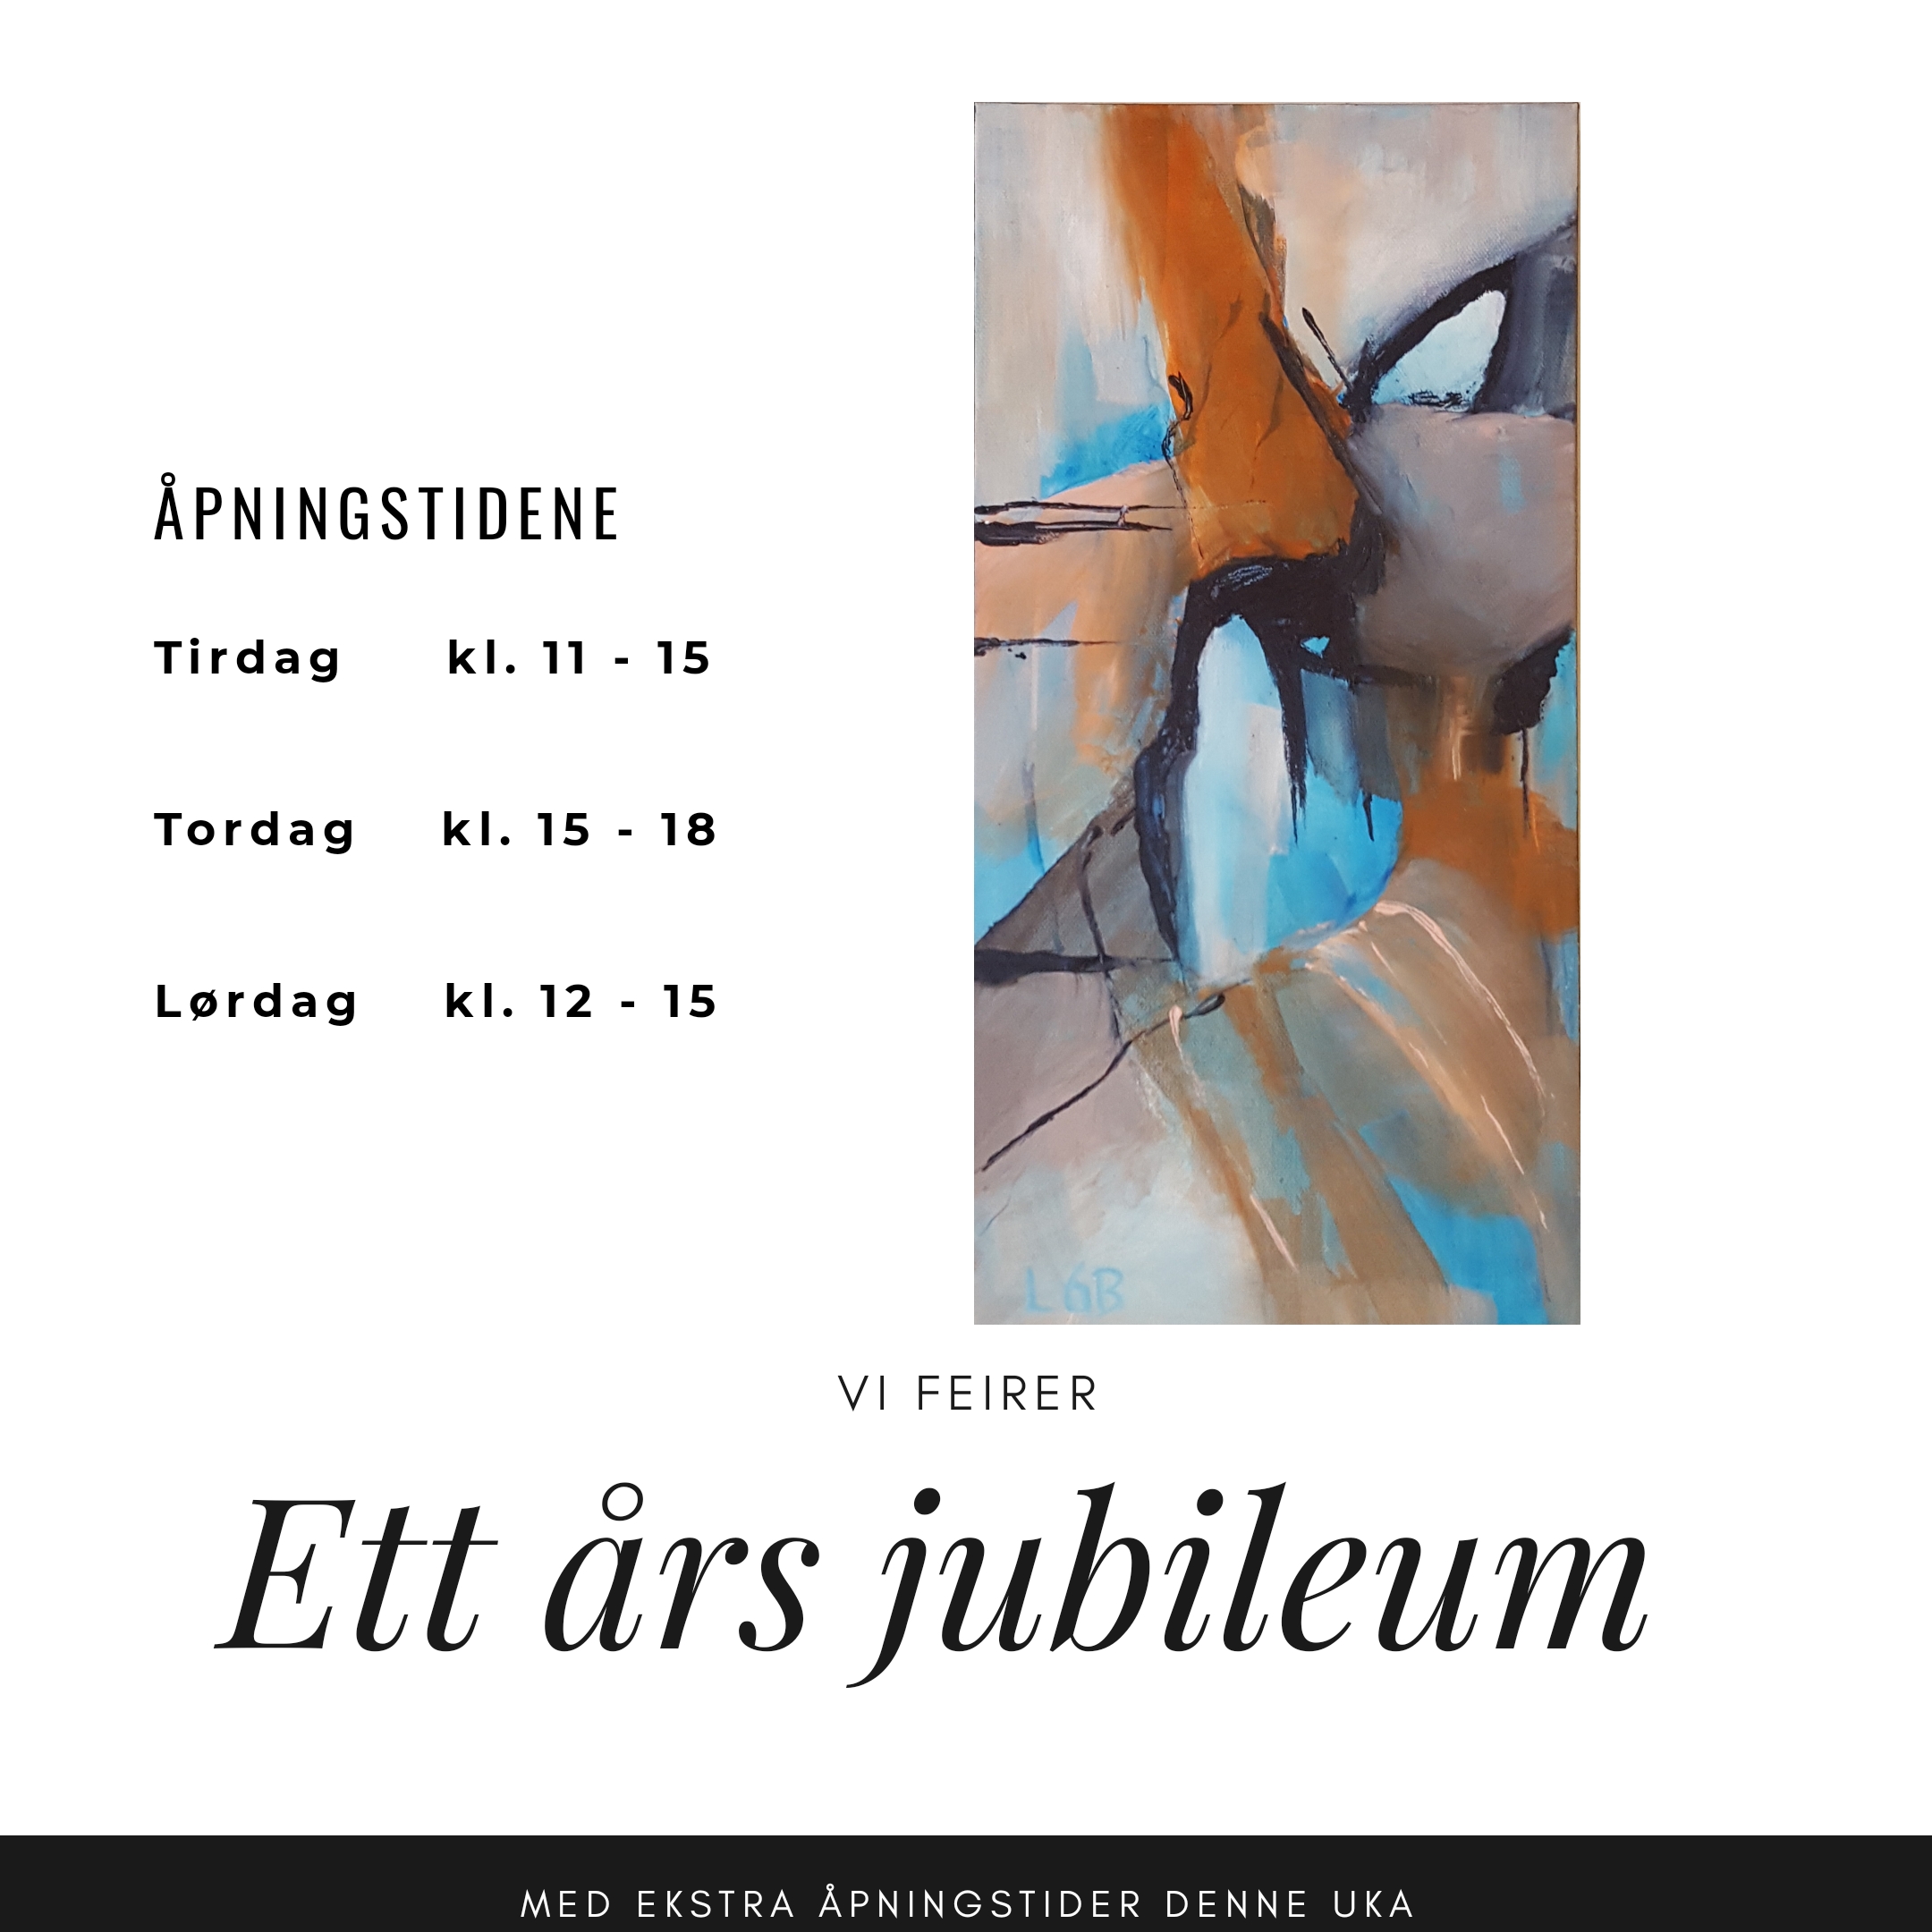 ÅPNINGSTIDENE
Tirdag kl. 11 - 15
Tordag kl. 15 - 18
Lørdag kl. 12 - 15
LGB
VI FEIRER
Ett års jubileum
MED EKSTRA ÅPNINGSTIDER DENNE UKA